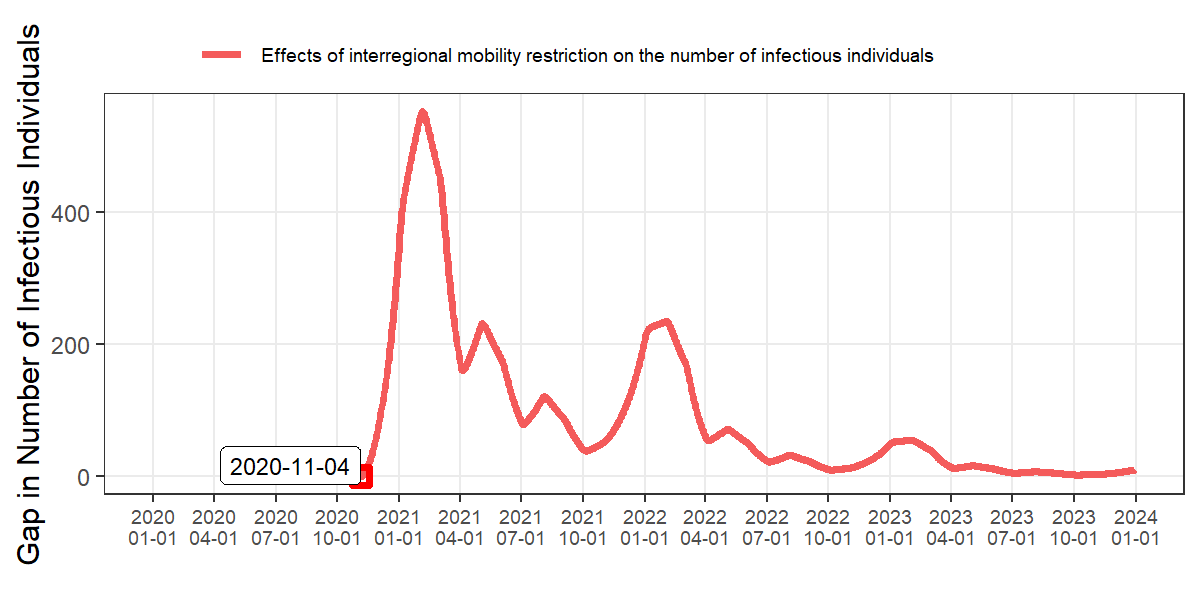 Effects of interregional mobility restriction on the number of infectious individuals
Gap in Number of Infectious Individuals
400
200
0
2020-11-04
2020 2020 2020 2020 2021 2021 2021 2021 2022 2022 2022 2022 2023 2023 2023 2023 2024
01-01 04-01 07-01 10-01 01-01 04-01 07-01 10-01 01-01 04-01 07-01 10-01 01-01 04-01 07-01 10-01 01-01